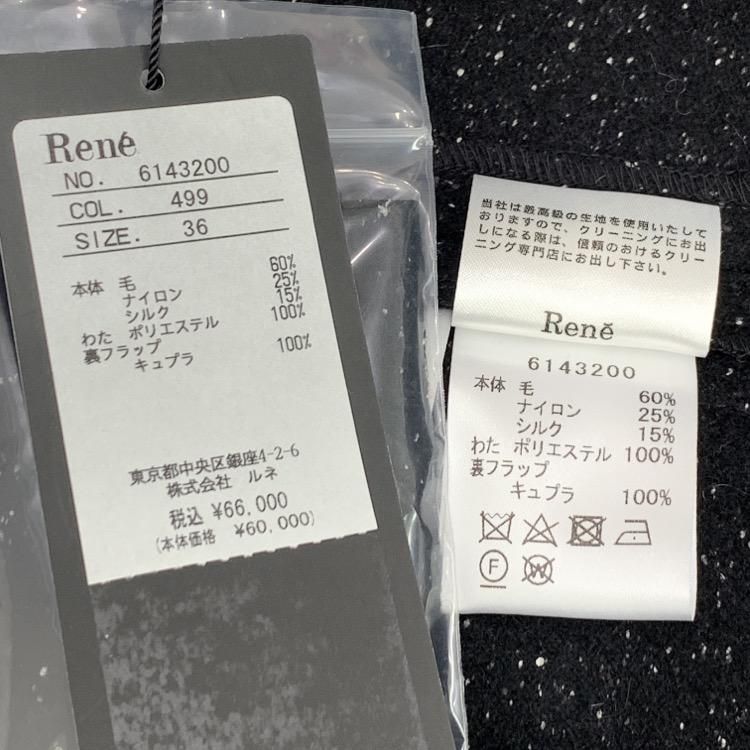 René
NO. 6143200
COL. 499
SIZE. 36
本体 毛 60%
ナイロン 25%
シルク 15%
わた ポリエステル 100%
裏フラップ
キュプラ 100%
東京都中央区銀座4-2-6
株式会社 ルネ
税込 ¥66,000
(本体価格 ¥60,000)
当社は最高級の生地を使用いたして
おりますので、クリーニングにお出
しになる際は、信頼のおけるクリー
ニング専門店にお出し下さい。
René
6143200
本体 毛 60%
ナイロン 25%
シルク 15%
わた ポリエステル 100%
裏フラップ
キュプラ 100%
F W